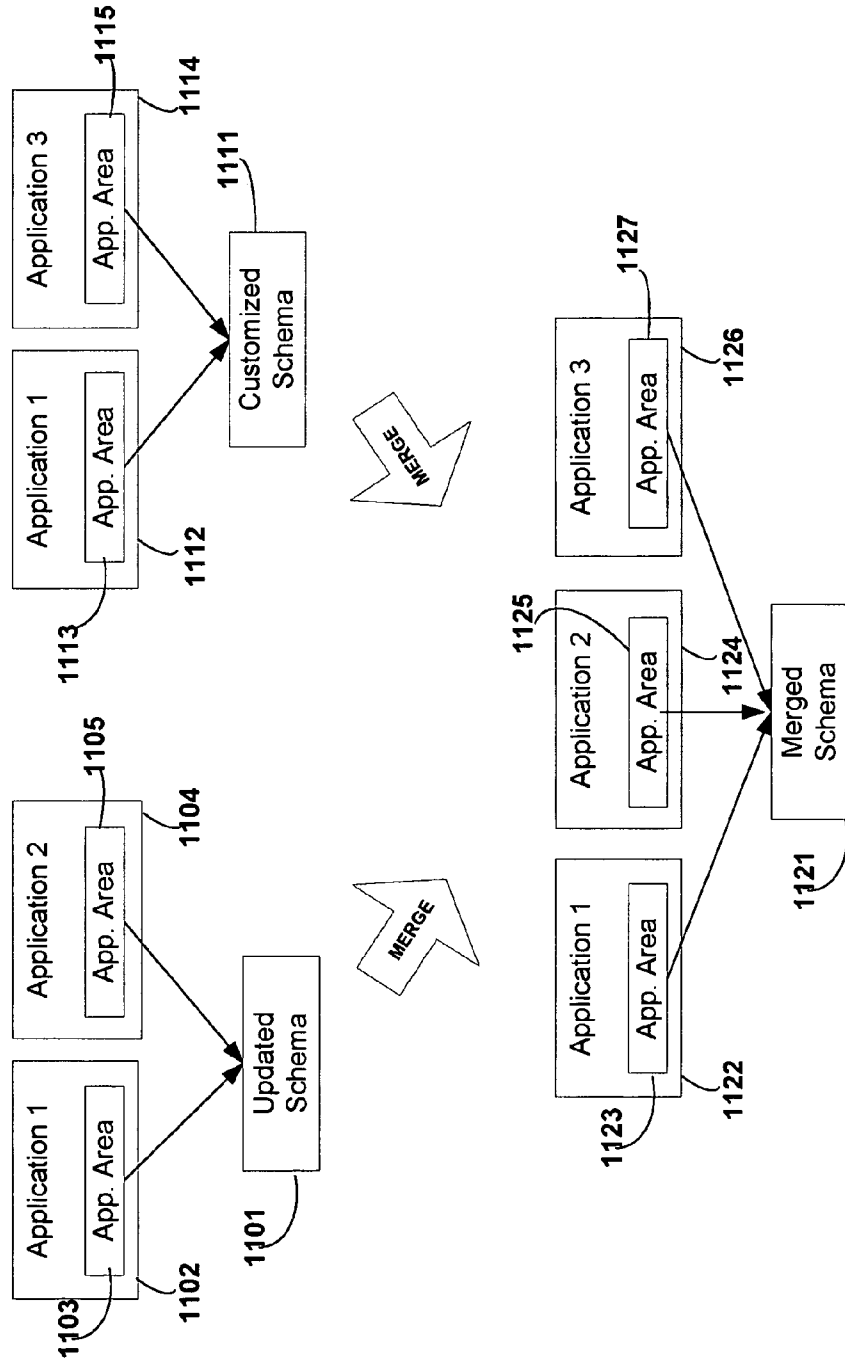 Application 1
App. Area
1102
1103
Application 2
App. Area
1104
1105
Updated
Schema
1101
Application 1
App. Area
1112
1113
Application 3
App. Area
1114
1115
Customized
Schema
1111
MERGE
MERGE
Application 1
App. Area
1122
1123
Application 2
App. Area
1124
1125
Application 3
App. Area
1126
1127
Merged
Schema
1121